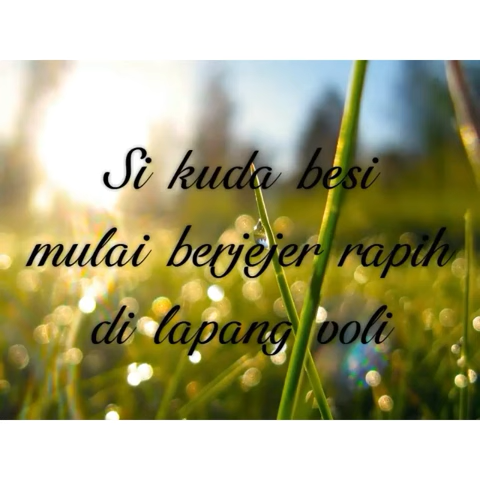 Si kuda besi
mulai berjejer rapih
di lapang voli